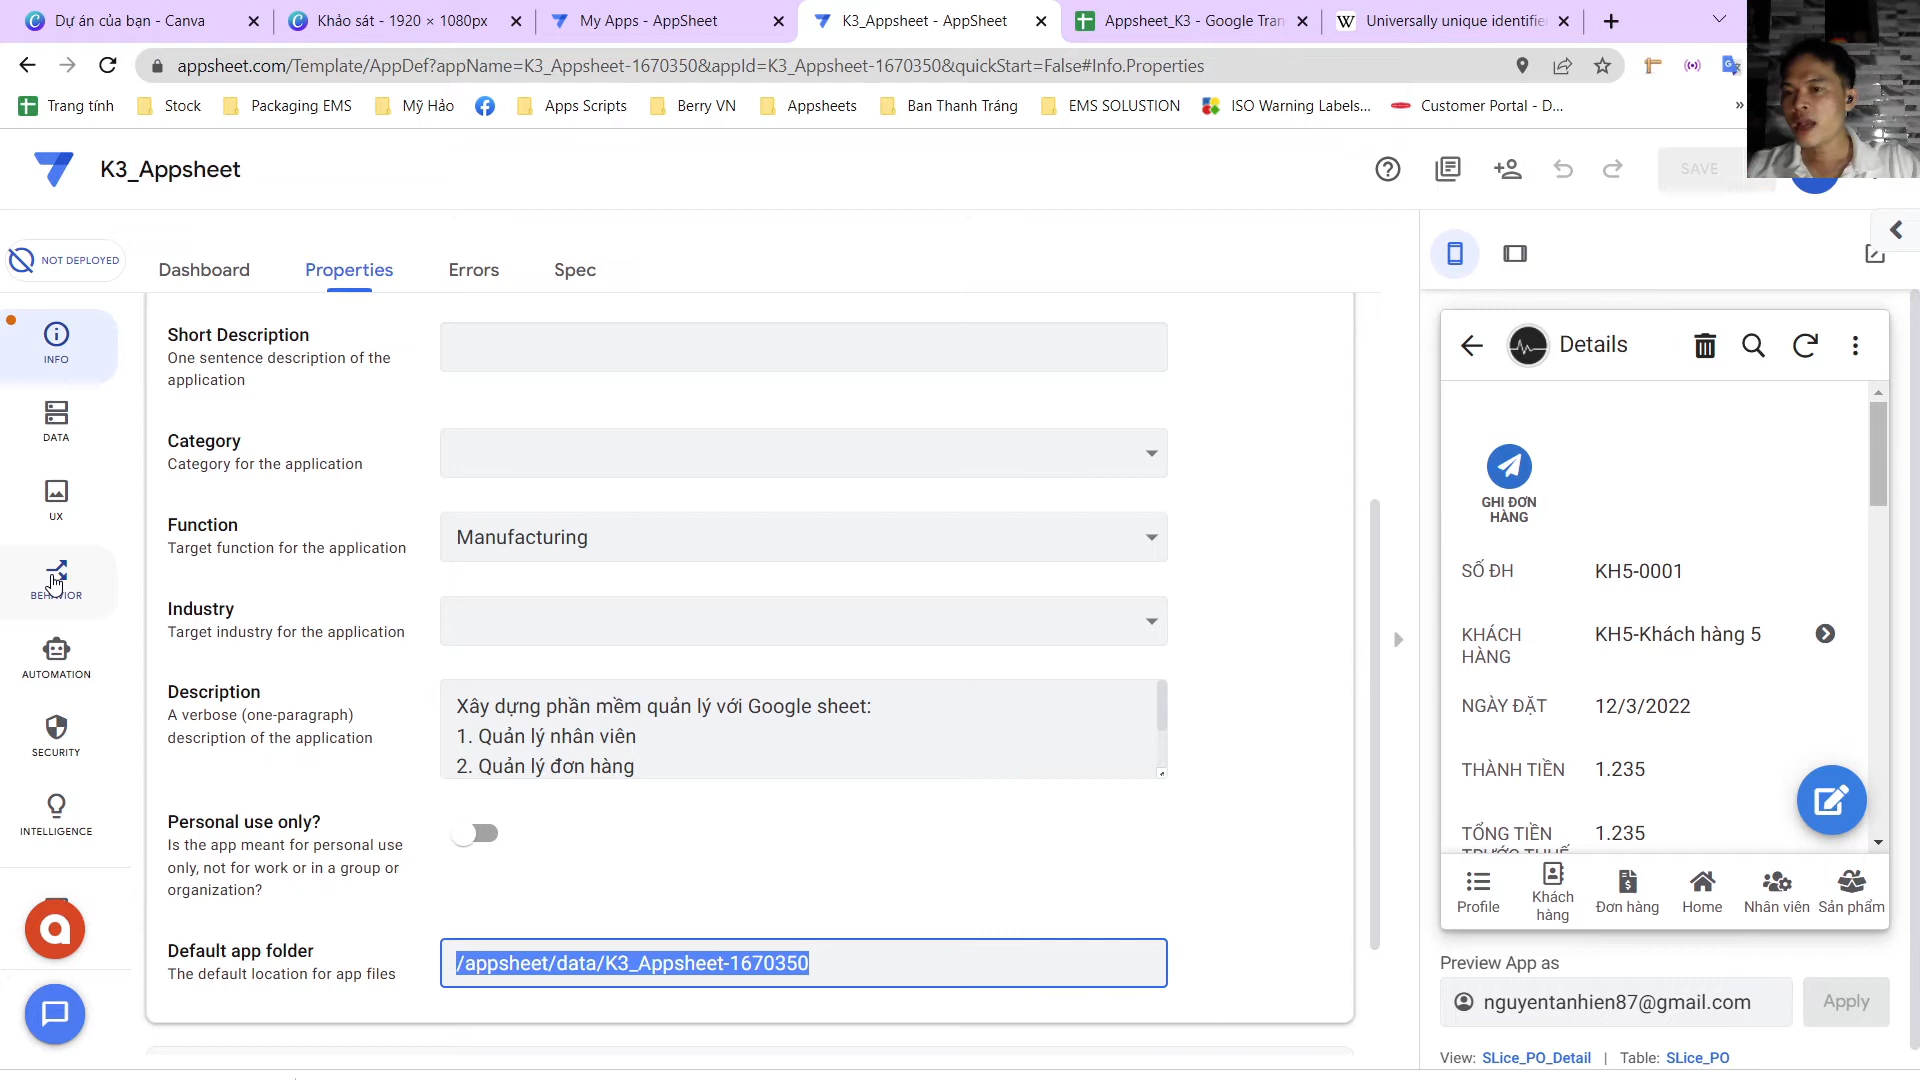 Dự án của bạn - Canva
Khảo sát - 1920 × 1080px
My Apps - AppSheet
K3_Appsheet - AppSheet
Appsheet_K3 - Google Tran
Universally unique identifie
appsheet.com/Template/AppDef?appName=K3_Appsheet-1670350&appId=K3_Appsheet-1670350&quickStart=False#Info.Properties
Trang tính
Stock
Packaging EMS
Mỹ Hảo
Apps Scripts
Berry VN
Appsheets
Ban Thanh Tráng
EMS SOLUSTION
ISO Warning Labels...
Customer Portal - D...
»
K3_Appsheet
SAVE
NOT DEPLOYED
Dashboard
Properties
Errors
Spec
INFO
DATA
UX
BEHAVIOR
AUTOMATION
SECURITY
INTELLIGENCE
Short Description
One sentence description of the
application
Category
Category for the application
Function
Target function for the application
Manufacturing
Industry
Target industry for the application
Description
A verbose (one-paragraph)
description of the application
Xây dựng phần mềm quản lý với Google sheet:
1. Quản lý nhân viên
2. Quản lý đơn hàng
Personal use only?
Is the app meant for personal use
only, not for work or in a group or
organization?
Default app folder
The default location for app files
/appsheet/data/K3_Appsheet-1670350
Details
GHI ĐƠN
HÀNG
SỐ ĐH
KH5-0001
KHÁCH
HÀNG
KH5-Khách hàng 5
NGÀY ĐẶT
12/3/2022
THÀNH TIỀN
1.235
TỔNG TIỀN
TRƯỚC THUẾ
1.235
Profile
Khách
hàng
Đơn hàng
Home
Nhân viên
Sản phẩm
Preview App as
nguyentanhien87@gmail.com
Apply
View: SLice_PO_Detail | Table: SLice_PO